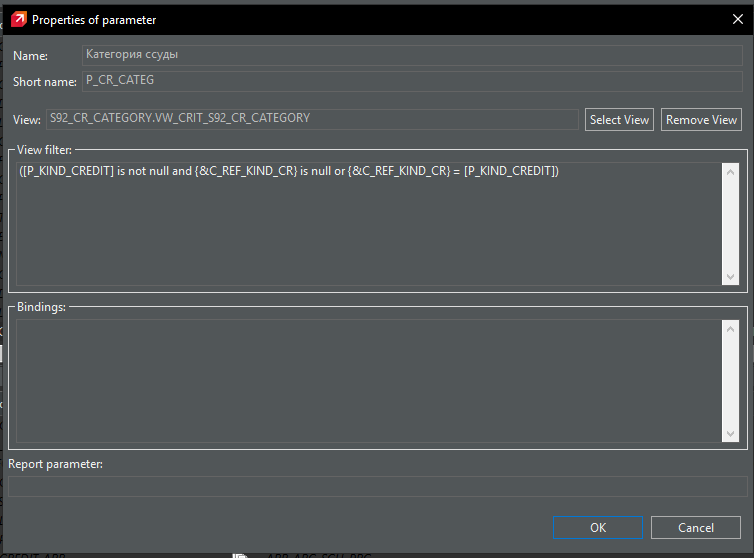 Properties of parameter
Name: Категория ссуды
Short name: P_CR_CATEG
View: S92_CR_CATEGORY.VW_CRIT_S92_CR_CATEGORY Select View Remove View
View filter:
([P_KIND_CREDIT] is not null and {&C_REF_KIND_CR} is null or {&C_REF_KIND_CR} = [P_KIND_CREDIT])
Bindings:
Report parameter:
OK Cancel